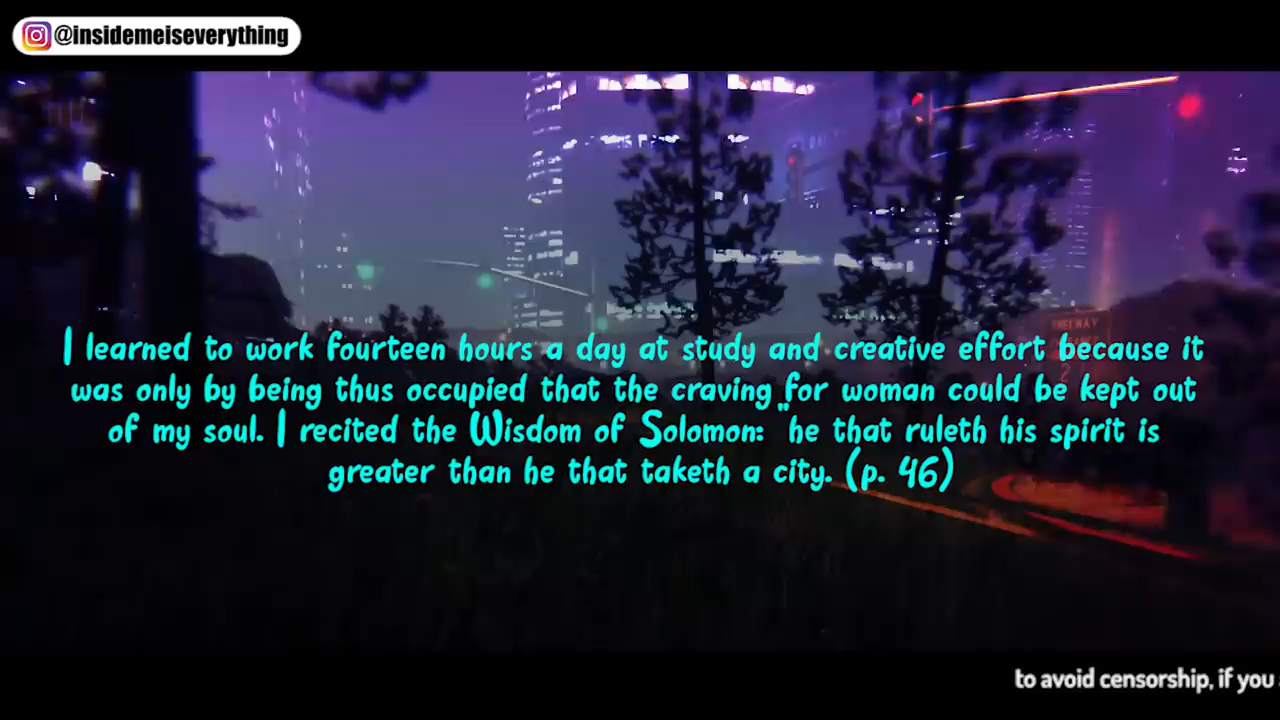 @insidemeiseverything
FREEWAY
2
I learned to work fourteen hours a day at study and creative effort because it
was only by being thus occupied that the craving for woman could be kept out
of my soul. I recited the Wisdom of Solomon: "he that ruleth his spirit is
greater than he that taketh a city. (p. 46)
to avoid censorship, if you